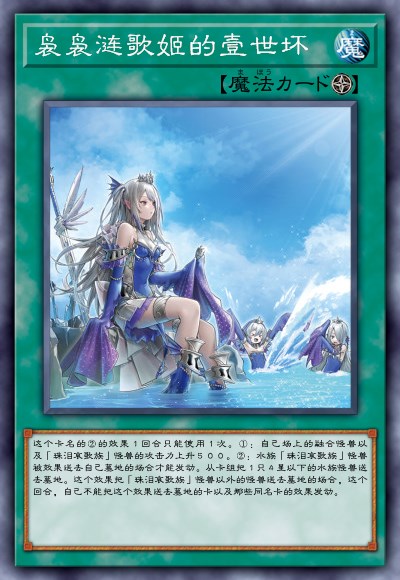 袅袅涟歌姬的壹世坏
魔
【魔法カード】
まほう
这个卡名的②的效果1回合只能使用1次。①：自己场上的融合怪兽以
及「珠泪哀歌族」怪兽的攻击力上升500。②：水族「珠泪哀歌族」怪兽
被效果送去自己墓地的场合才能发动。从卡组把1只4星以下的水族怪兽送
去墓地。这个效果把「珠泪哀歌族」怪兽以外的怪兽送去墓地的场合，这个
回合，自己不能把这个效果送去墓地的卡以及那些同名卡的效果发动。